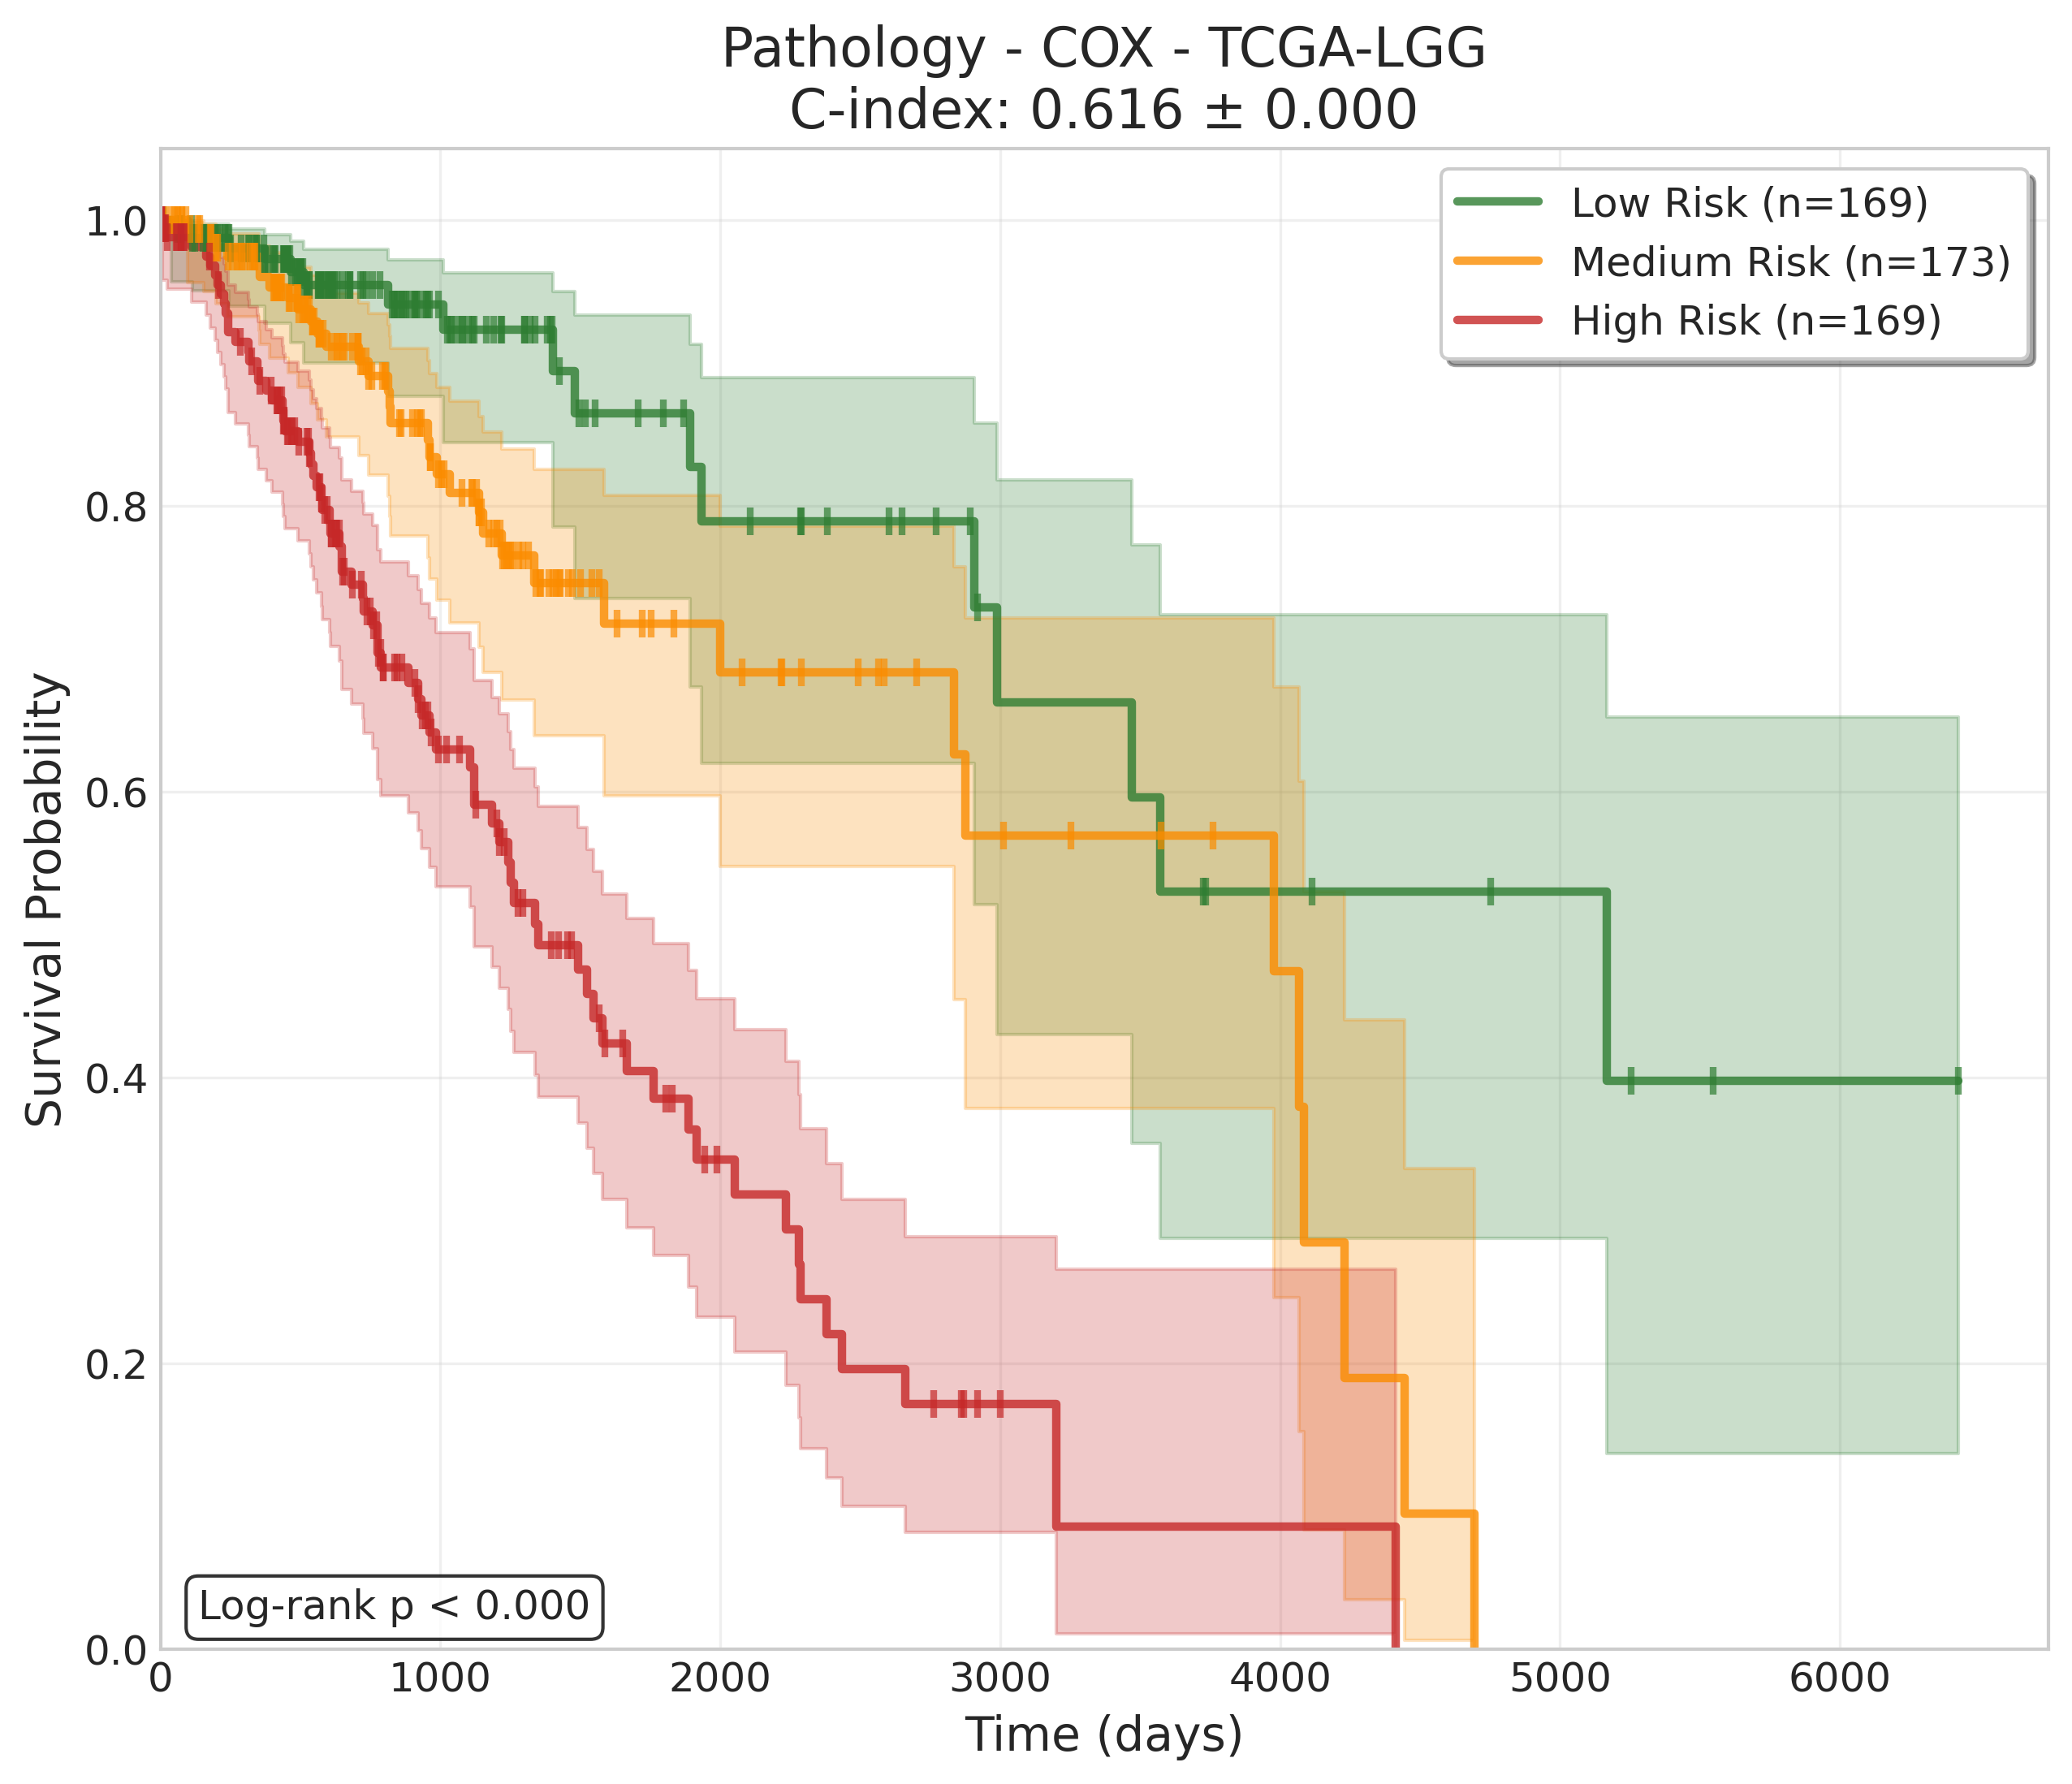 Pathology - COX - TCGA-LGG
C-index: 0.616 ± 0.000
Low Risk (n=169)
Medium Risk (n=173)
High Risk (n=169)
Survival Probability
1.0
0.8
0.6
0.4
0.2
0.0
Log-rank p < 0.000
0 1000 2000 3000 4000 5000 6000
Time (days)